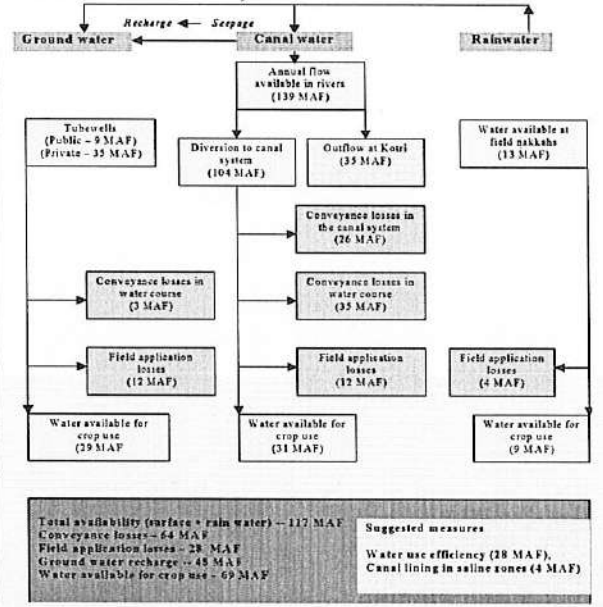 Recharge Seepage
Ground water
Canal water
Rainwater
Annual flow
available in rivers
(139 MAF)
Tubewells
(Public – 9 MAF)
(Private – 35 MAF)
Diversion to canal
system
(104 MAF)
Outflow at Kotri
(35 MAF)
Water available at
field nakkahs
(13 MAF)
Conveyance losses in
the canal system
(26 MAF)
Conveyance losses in
water course
(3 MAF)
Conveyance losses in
water course
(35 MAF)
Field application
losses
(12 MAF)
Field application
losses
(12 MAF)
Field application
losses
(4 MAF)
Water available for
crop use
(29 MAF
Water available for
crop use
(31 MAF)
Water available for
crop use
(9 MAF)
Total availability (surface + rain water) – 117 MAF
Conveyance losses – 64 MAF
Field application losses – 28 MAF
Ground water recharge – 48 MAF
Water available for crop use – 69 MAF
Suggested measures
Water use efficiency (28 MAF),
Canal lining in saline zones (4 MAF)